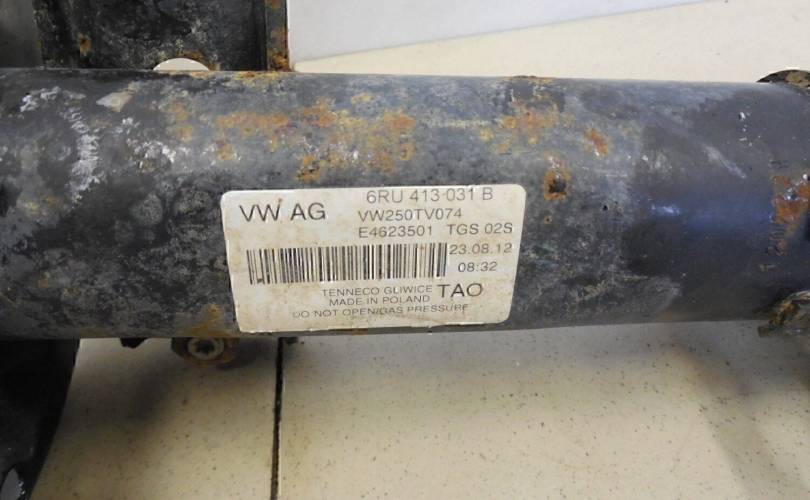 6RU 413 031 B
VW AG VW250TV074
E4623501 TGS 02S
23.08.12
08:32
TENNECO GLIWICE TAO
MADE IN POLAND
DO NOT OPEN/GAS PRESSURE